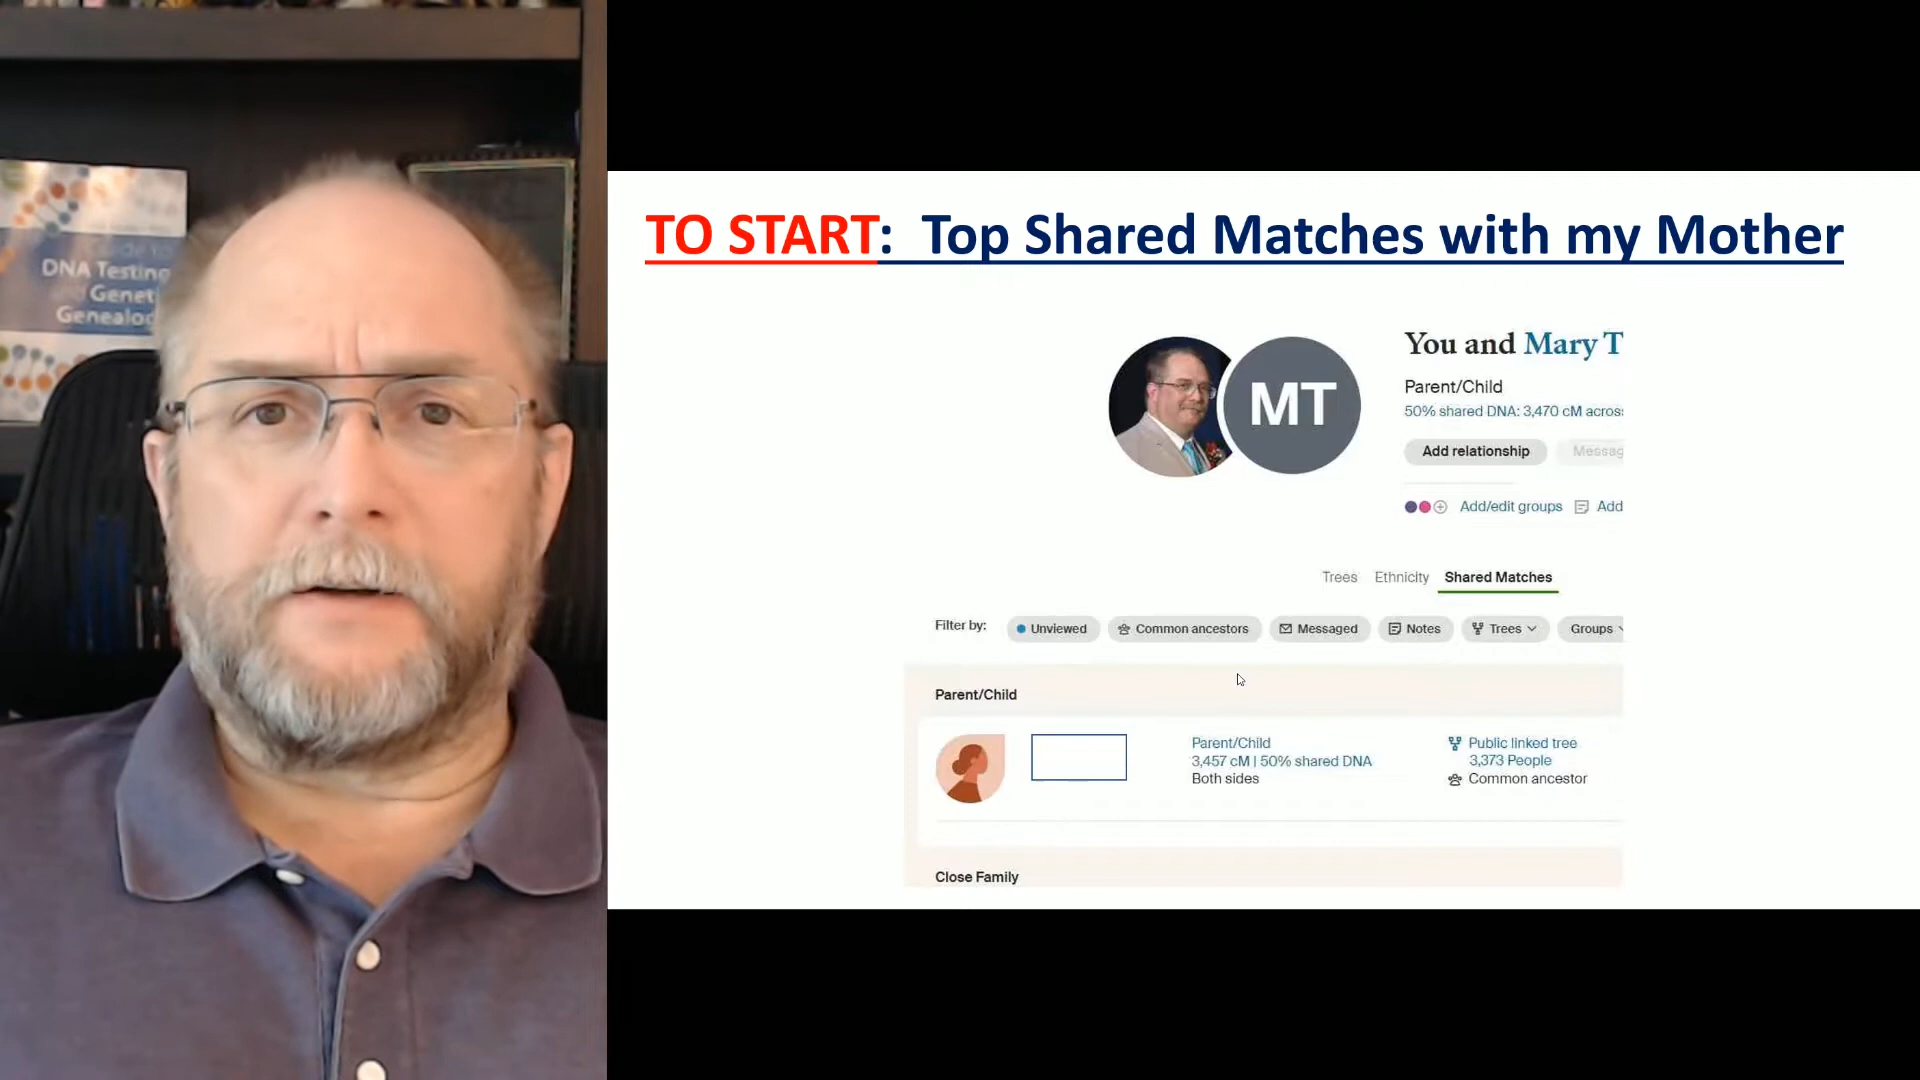 DNA Testing
Genealo
TO START:  Top Shared Matches with my Mother
MT
You and Mary T
Parent/Child
50% shared DNA: 3,470 cM across
Add relationship
Messag
Add/edit groups
Add
Trees
Ethnicity
Shared Matches
Filter by:
Unviewed
Common ancestors
Messaged
Notes
Trees
Groups
Parent/Child
Parent/Child
3,457 cM | 50% shared DNA
Both sides
Public linked tree
3,373 People
Common ancestor
Close Family